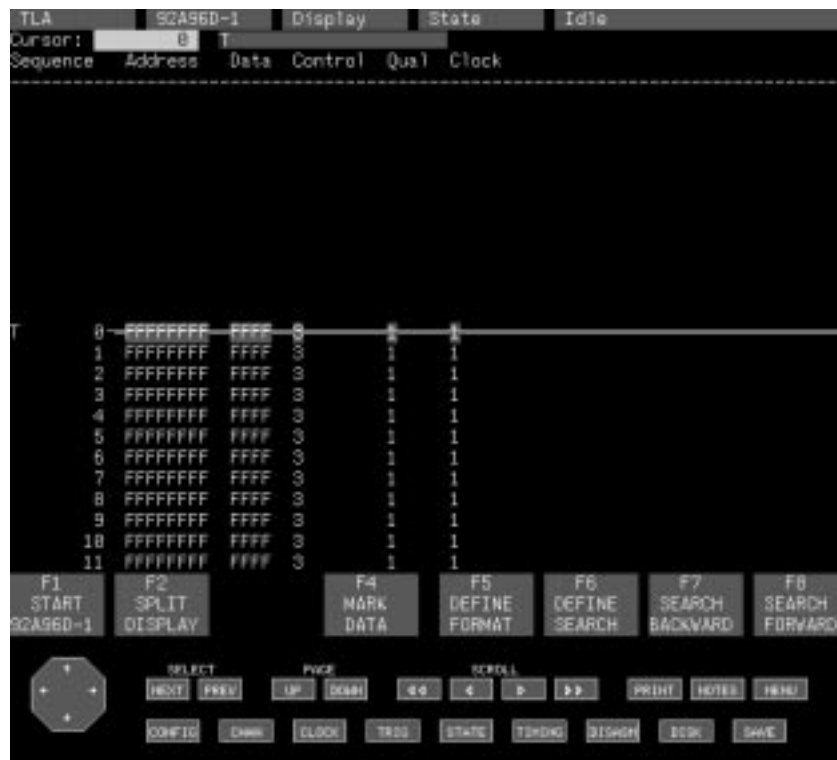 TLA 92A96D-1 Display State Idle
Cursor: 0 T
Sequence Address Data Control Qual Clock
T 0 FFFFFFFF FFFF 3 1 1
1 FFFFFFFF FFFF 3 1 1
2 FFFFFFFF FFFF 3 1 1
3 FFFFFFFF FFFF 3 1 1
4 FFFFFFFF FFFF 3 1 1
5 FFFFFFFF FFFF 3 1 1
6 FFFFFFFF FFFF 3 1 1
7 FFFFFFFF FFFF 3 1 1
8 FFFFFFFF FFFF 3 1 1
9 FFFFFFFF FFFF 3 1 1
10 FFFFFFFF FFFF 3 1 1
11 FFFFFFFF FFFF 3 1 1
F1 F2 F4 F5 F6 F7 F8
START SPLIT MARK DEFINE DEFINE SEARCH SEARCH
92A96D-1 DISPLAY DATA FORMAT SEARCH BACKWARD FORWARD
SELECT PAGE SCROLL
NEXT PREV UP DOWN PRINT NOTES MENU
CONFIG CHAN CLOCK TRIG STATE TIMING DISASM DISK SAVE